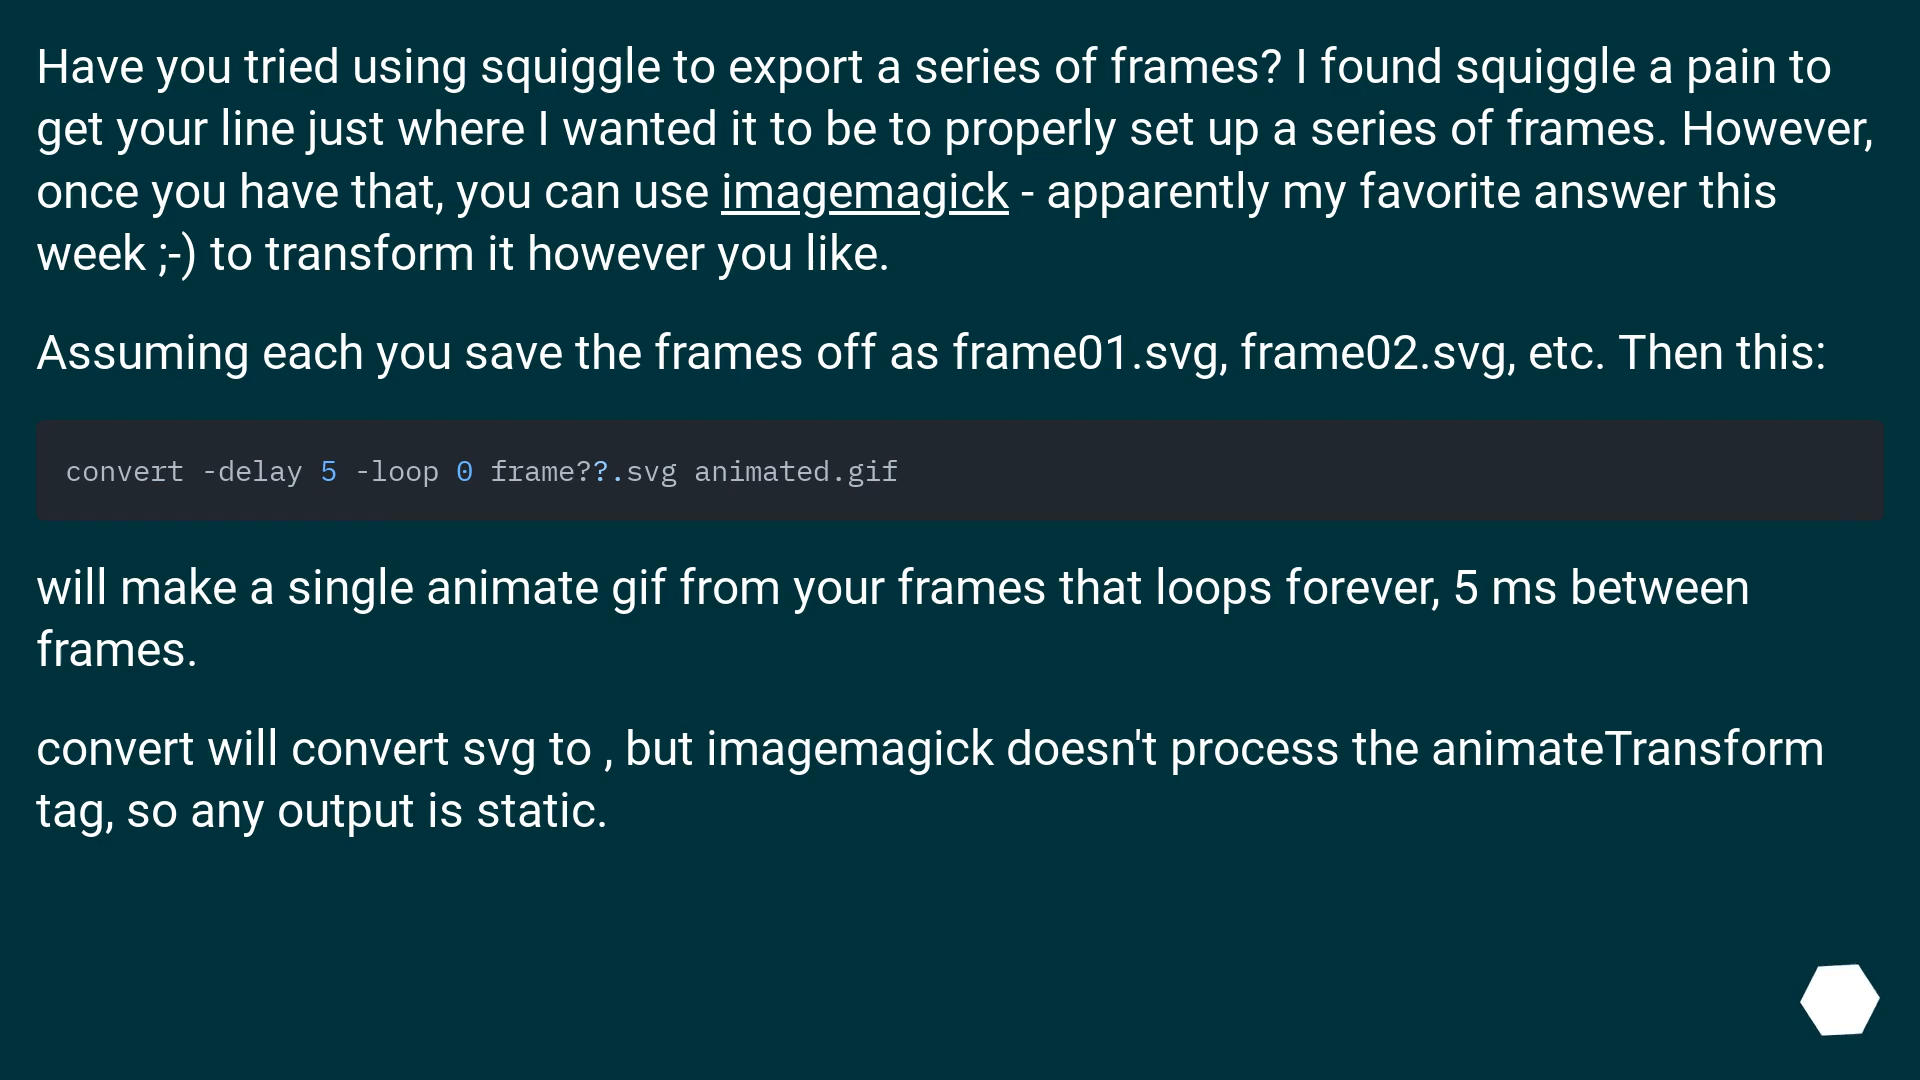 Have you tried using squiggle to export a series of frames? I found squiggle a pain to
get your line just where I wanted it to be to properly set up a series of frames. However,
once you have that, you can use imagemagick - apparently my favorite answer this
week ;-) to transform it however you like.
Assuming each you save the frames off as frame01.svg, frame02.svg, etc. Then this:
convert -delay 5 -loop 0 frame??.svg animated.gif
will make a single animate gif from your frames that loops forever, 5 ms between
frames.
convert will convert svg to , but imagemagick doesn't process the animateTransform
tag, so any output is static.